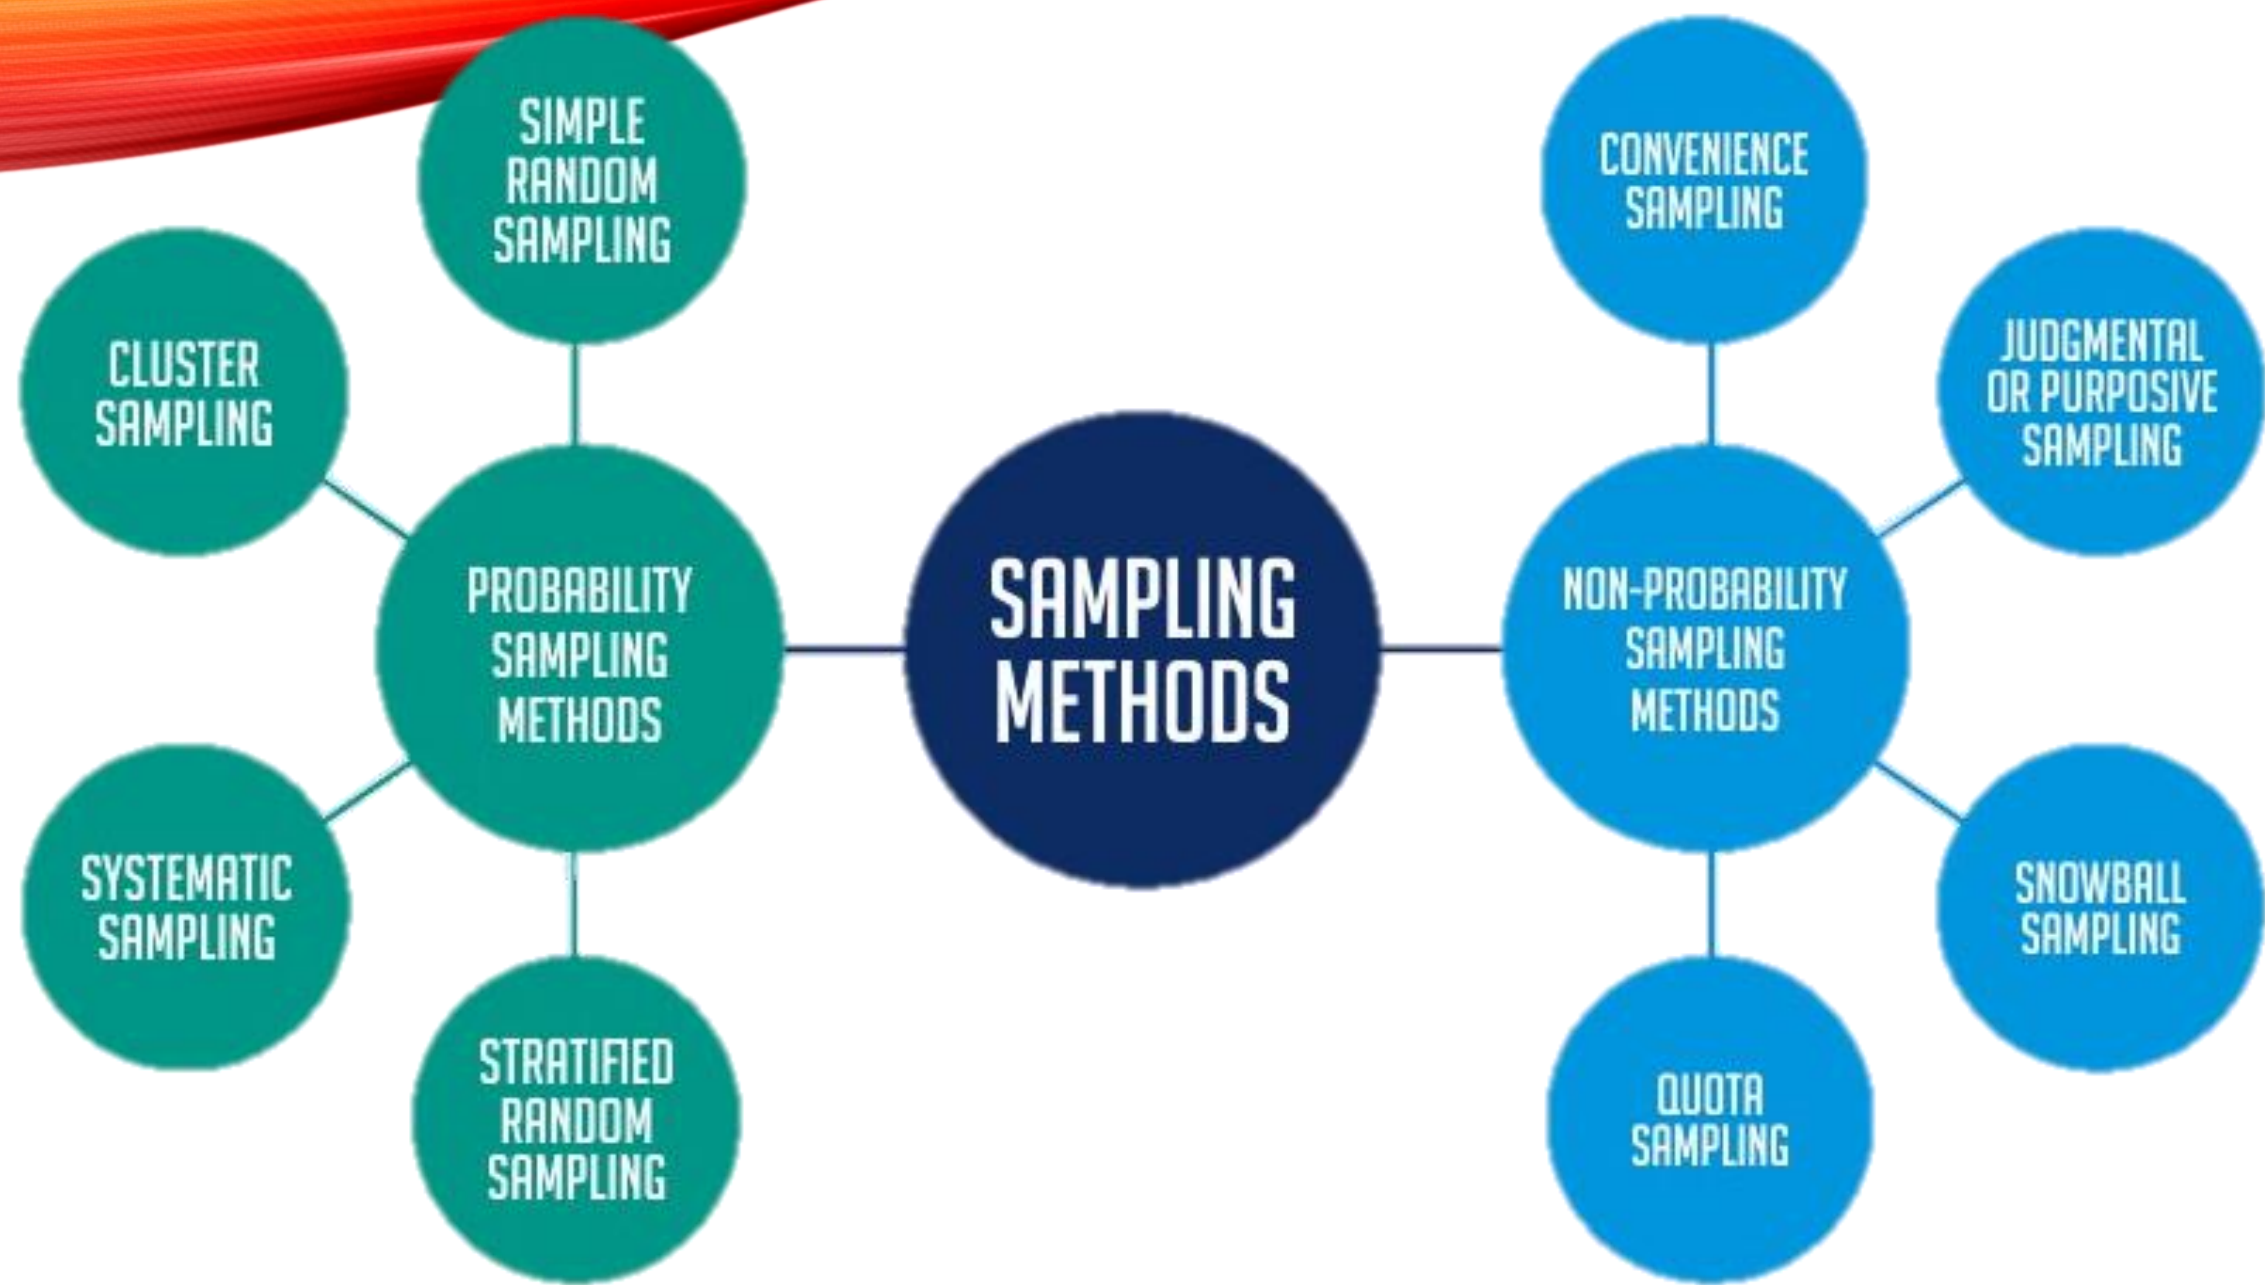 SIMPLE
RANDOM
SAMPLING
CLUSTER
SAMPLING
PROBABILITY
SAMPLING
METHODS
SYSTEMATIC
SAMPLING
STRATIFIED
RANDOM
SAMPLING
SAMPLING
METHODS
CONVENIENCE
SAMPLING
JUDGMENTAL
OR PURPOSIVE
SAMPLING
NON-PROBABILITY
SAMPLING
METHODS
SNOWBALL
SAMPLING
QUOTA
SAMPLING